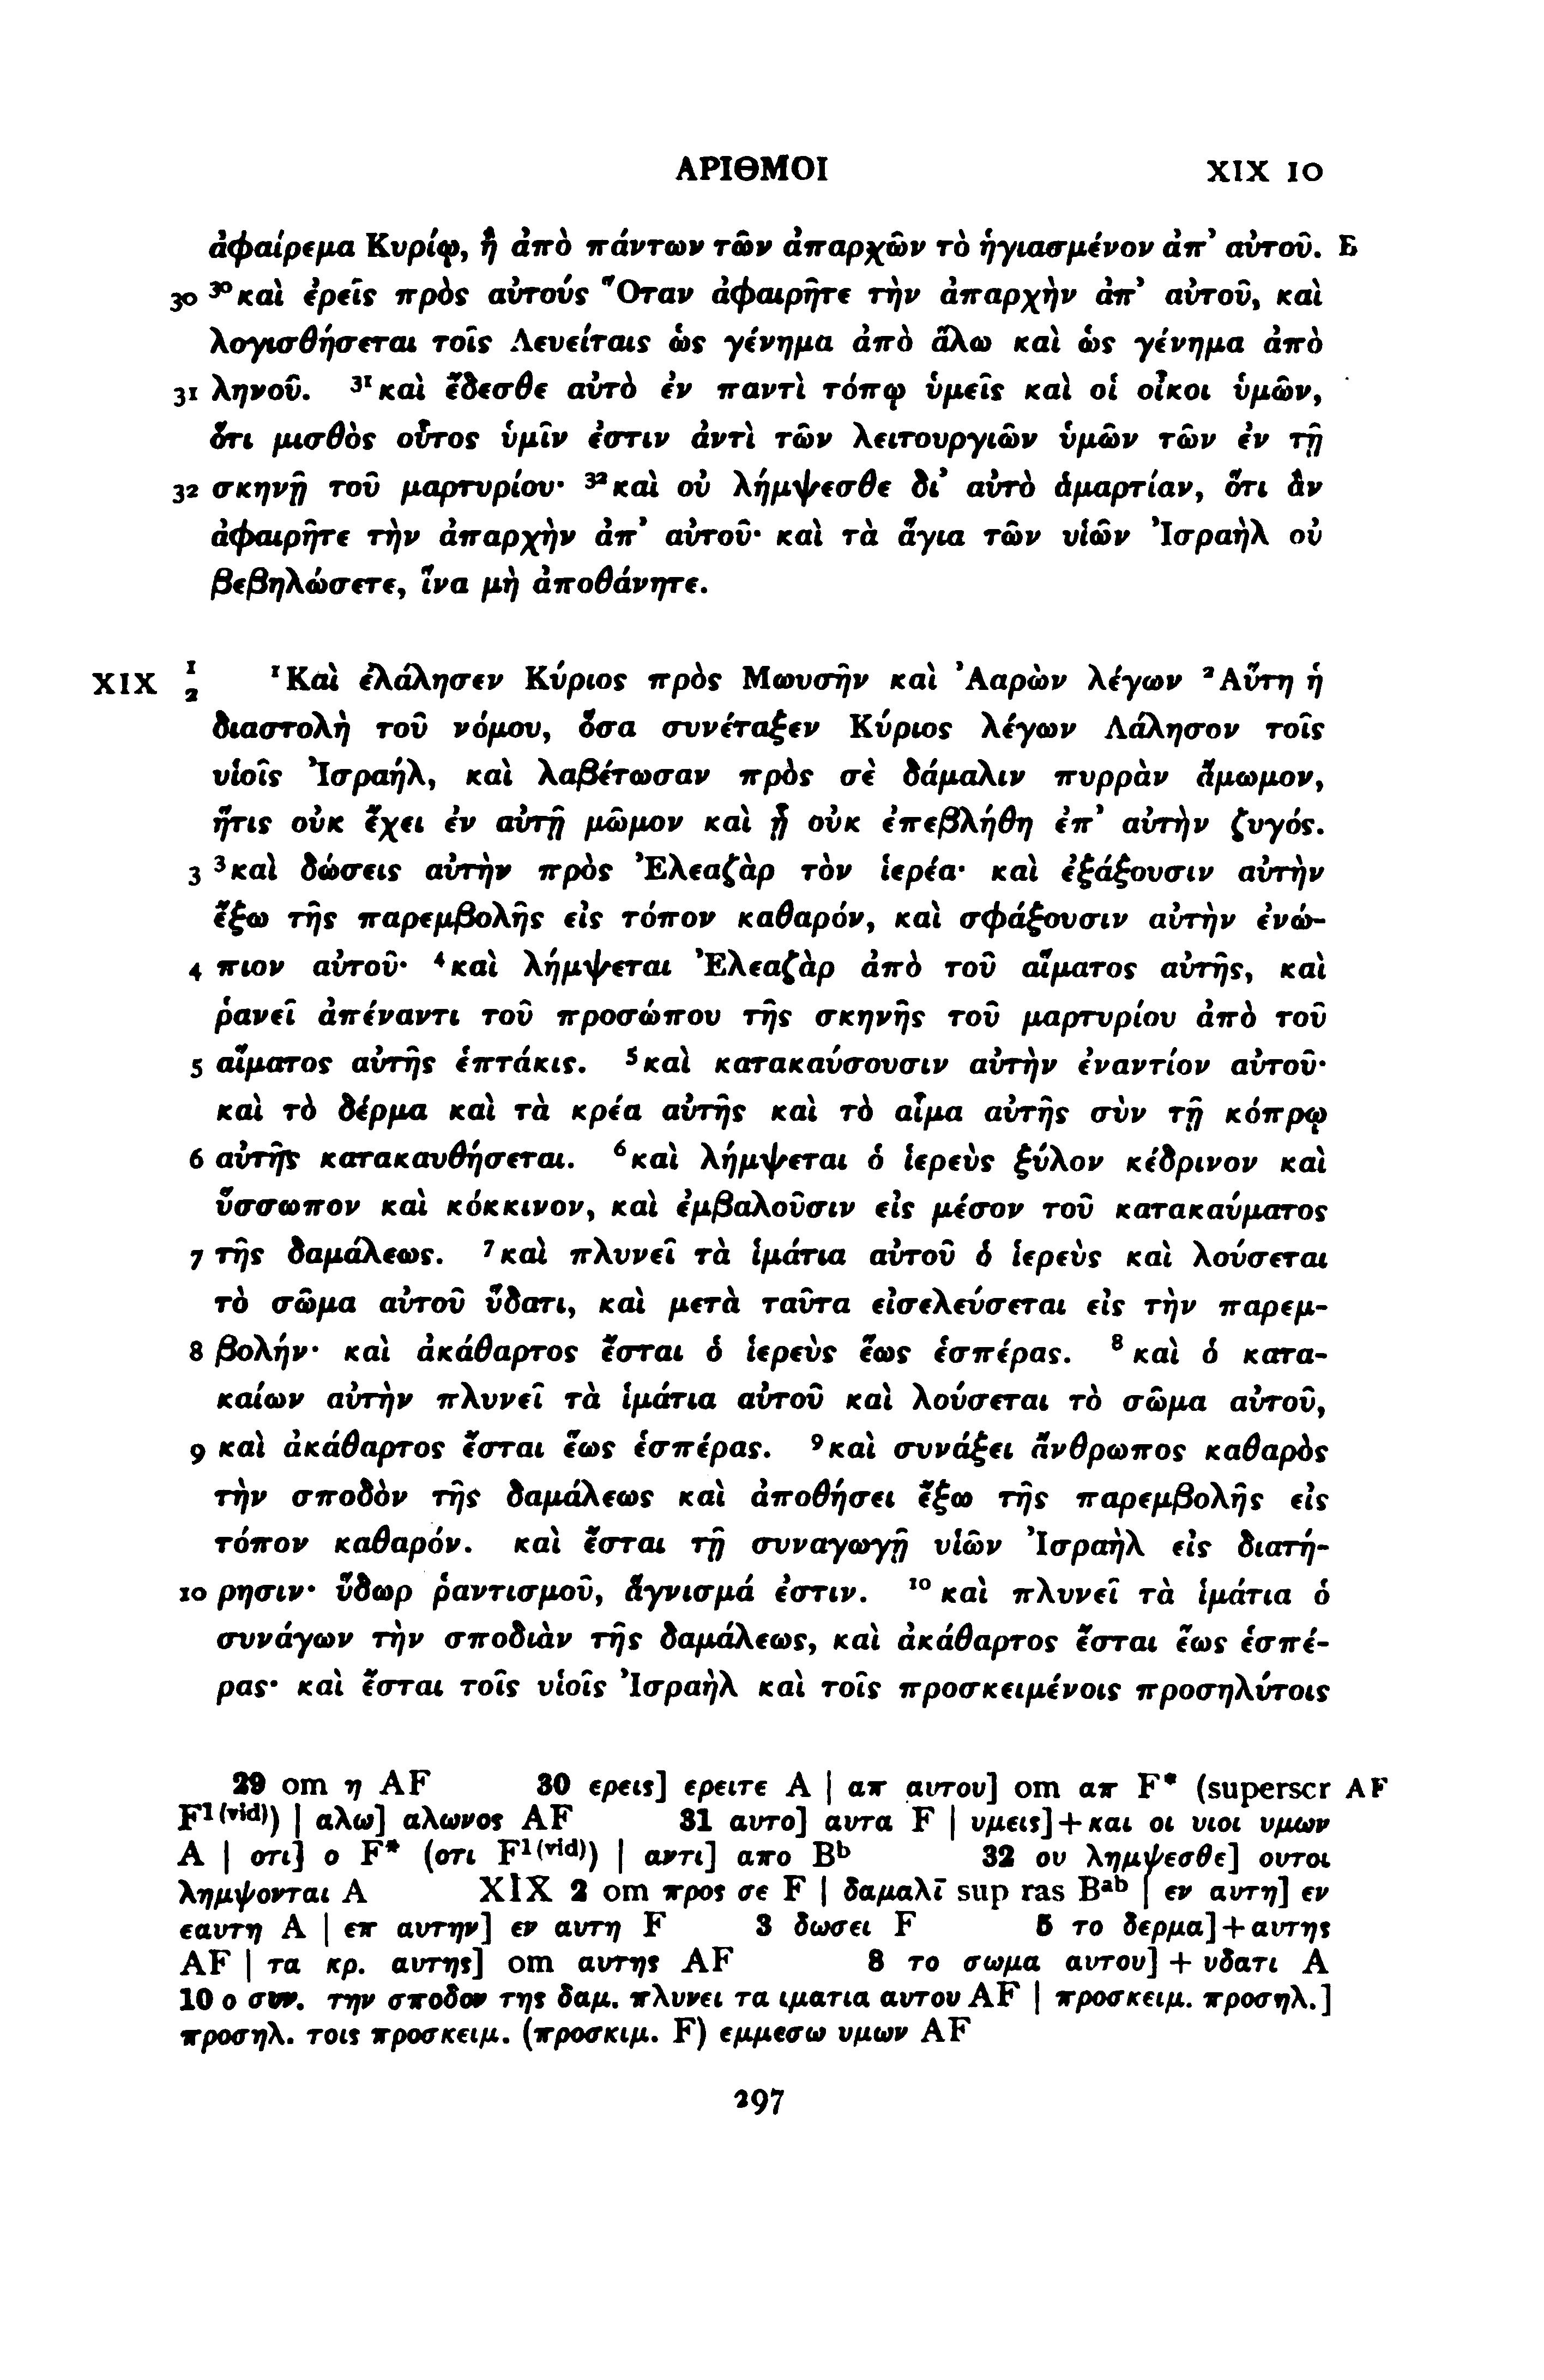 ΑΡΙΘΜΟΙ XIX 10
ἀφαίρεμα Κυρίῳ, ἢ ἀπὸ πάντων τῶν ἀπαρχῶν τὸ ἡγιασμένον ἀπ’ αὐτοῦ. B
30 ³⁰καὶ ἐρεῖς πρὸς αὐτούς Ὅταν ἀφαιρῆτε τὴν ἀπαρχὴν ἀπ’ αὐτοῦ, καὶ
λογισθήσεται τοῖς Λευείταις ὡς γένημα ἀπὸ ἅλω καὶ ὡς γένημα ἀπὸ
31 ληνοῦ. ³¹καὶ ἔδεσθε αὐτὸ ἐν παντὶ τόπῳ ὑμεῖς καὶ οἱ οἶκοι ὑμῶν,
ὅτι μισθὸς οὗτος ὑμῖν ἐστιν ἀντὶ τῶν λειτουργιῶν ὑμῶν τῶν ἐν τῇ
32 σκηνῇ τοῦ μαρτυρίου· ³²καὶ οὐ λήμψεσθε δι’ αὐτὸ ἁμαρτίαν, ὅτι ἂν
ἀφαιρῆτε τὴν ἀπαρχὴν ἀπ’ αὐτοῦ· καὶ τὰ ἅγια τῶν υἱῶν Ἰσραὴλ οὐ
βεβηλώσετε, ἵνα μὴ ἀποθάνητε.
XIX 1 2 ¹Καὶ ἐλάλησεν Κύριος πρὸς Μωυσῆν καὶ Ἀαρὼν λέγων ²Αὕτη ἡ
διαστολὴ τοῦ νόμου, ὅσα συνέταξεν Κύριος λέγων Λάλησον τοῖς
υἱοῖς Ἰσραήλ, καὶ λαβέτωσαν πρὸς σὲ δάμαλιν πυρρὰν ἄμωμον,
ἥτις οὐκ ἔχει ἐν αὐτῇ μῶμον καὶ ᾗ οὐκ ἐπεβλήθη ἐπ’ αὐτὴν ζυγός.
3 ³καὶ δώσεις αὐτὴν πρὸς Ἐλεαζὰρ τὸν ἱερέα· καὶ ἐξάξουσιν αὐτὴν
ἔξω τῆς παρεμβολῆς εἰς τόπον καθαρόν, καὶ σφάξουσιν αὐτὴν ἐνώ-
4 πιον αὐτοῦ· ⁴καὶ λήμψεται Ἐλεαζὰρ ἀπὸ τοῦ αἵματος αὐτῆς, καὶ
ῥανεῖ ἀπέναντι τοῦ προσώπου τῆς σκηνῆς τοῦ μαρτυρίου ἀπὸ τοῦ
5 αἵματος αὐτῆς ἑπτάκις. ⁵καὶ κατακαύσουσιν αὐτὴν ἐναντίον αὐτοῦ·
καὶ τὸ δέρμα καὶ τὰ κρέα αὐτῆς καὶ τὸ αἷμα αὐτῆς σὺν τῇ κόπρῳ
6 αὐτῆς κατακαυθήσεται. ⁶καὶ λήμψεται ὁ ἱερεὺς ξύλον κέδρινον καὶ
ὕσσωπον καὶ κόκκινον, καὶ ἐμβαλοῦσιν εἰς μέσον τοῦ κατακαύματος
7 τῆς δαμάλεως. ⁷καὶ πλυνεῖ τὰ ἱμάτια αὐτοῦ ὁ ἱερεὺς καὶ λούσεται
τὸ σῶμα αὐτοῦ ὕδατι, καὶ μετὰ ταῦτα εἰσελεύσεται εἰς τὴν παρεμ-
8 βολήν· καὶ ἀκάθαρτος ἔσται ὁ ἱερεὺς ἕως ἑσπέρας. ⁸καὶ ὁ κατα-
καίων αὐτὴν πλυνεῖ τὰ ἱμάτια αὐτοῦ καὶ λούσεται τὸ σῶμα αὐτοῦ,
9 καὶ ἀκάθαρτος ἔσται ἕως ἑσπέρας. ⁹καὶ συνάξει ἄνθρωπος καθαρὸς
τὴν σποδὸν τῆς δαμάλεως καὶ ἀποθήσει ἔξω τῆς παρεμβολῆς εἰς
τόπον καθαρόν. καὶ ἔσται τῇ συναγωγῇ υἱῶν Ἰσραὴλ εἰς διατή-
10 ρησιν· ὕδωρ ῥαντισμοῦ, ἅγνισμά ἐστιν. ¹⁰καὶ πλυνεῖ τὰ ἱμάτια ὁ
συνάγων τὴν σποδιὰν τῆς δαμάλεως, καὶ ἀκάθαρτος ἔσται ἕως ἑσπέ-
ρας· καὶ ἔσται τοῖς υἱοῖς Ἰσραὴλ καὶ τοῖς προσκειμένοις προσηλύτοις
29 om η AF 30 ερεις] ερειτε A | απ αυτου] om απ F* (superscr AF
F¹⁽ᵛⁱᵈ⁾) | αλω] αλωνος AF 31 αυτο] αυτα F | υμεις]+και οι υιοι υμων
A | οτι] ο F* (οτι F¹⁽ᵛⁱᵈ⁾) | αντι] απο Bᵇ 32 ου λημψεσθε] ουτοι
λημψονται A XIX 2 om προς σε F | δαμαλῑ sup ras Bᵃᵇ | εν αυτη] εν
εαυτη A | επ αυτην] εν αυτη F 3 δωσει F 5 το δερμα]+αυτης
AF | τα κρ. αυτης] om αυτης AF 8 το σωμα αυτου]+υδατι A
10 ο συν. την σποδον της δαμ. πλυνει τα ιματια αυτου AF | προσκειμ. προσηλ.]
προσηλ. τοις προσκειμ. (προσκιμ. F) εμμεσω υμων AF
297